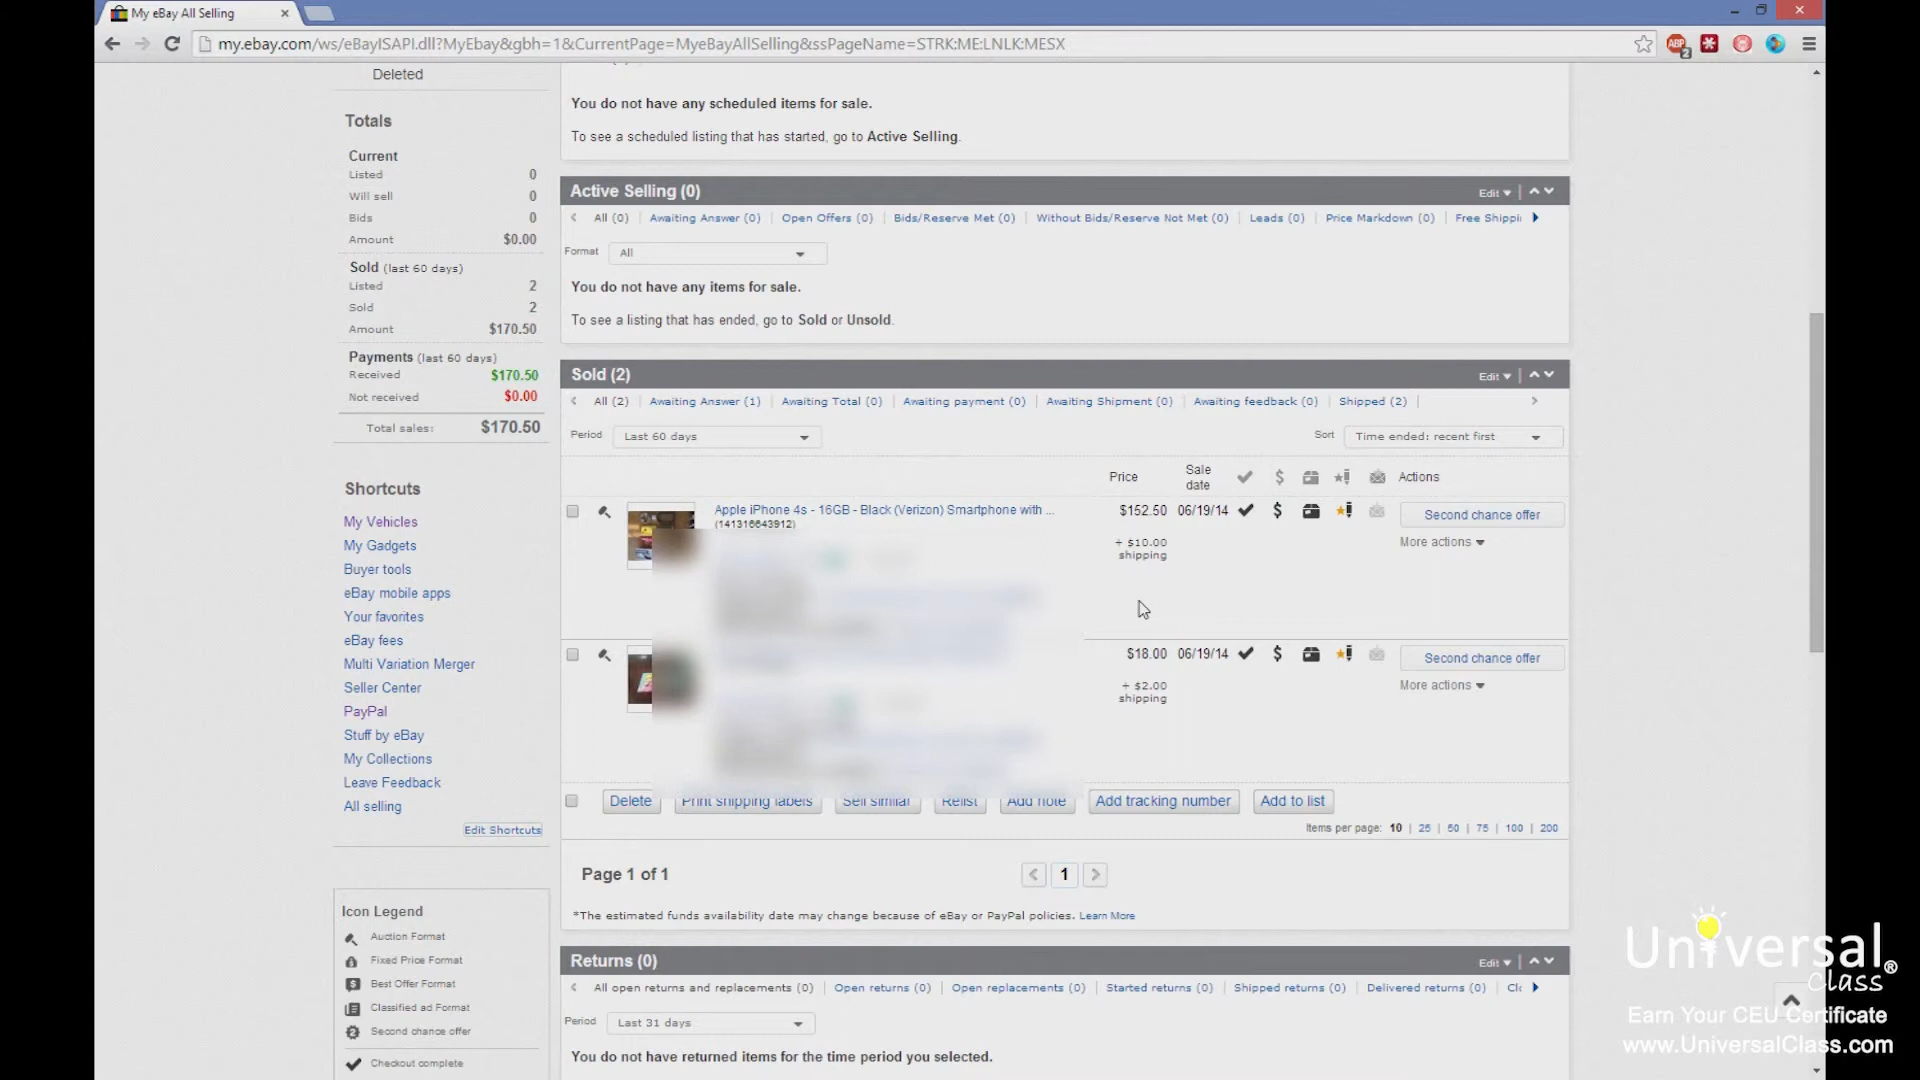 My eBay All Selling
my.ebay.com/ws/eBayISAPI.dll?MyEbay&gbh=1&CurrentPage=MyeBayAllSelling&ssPageName=STRK:ME:LNLK:MESX
ABP
2
Deleted
Totals
Current
Listed 0
Will sell 0
Bids 0
Amount $0.00
Sold (last 60 days)
Listed 2
Sold 2
Amount $170.50
Payments (last 60 days)
Received $170.50
Not received $0.00
Total sales: $170.50
Shortcuts
My Vehicles
My Gadgets
Buyer tools
eBay mobile apps
Your favorites
eBay fees
Multi Variation Merger
Seller Center
PayPal
Stuff by eBay
My Collections
Leave Feedback
All selling
Edit Shortcuts
Icon Legend
Auction Format
Fixed Price Format
Best Offer Format
Classified ad Format
Second chance offer
Checkout complete
You do not have any scheduled items for sale.
To see a scheduled listing that has started, go to Active Selling.
Active Selling (0) Edit
All (0) | Awaiting Answer (0) | Open Offers (0) | Bids/Reserve Met (0) | Without Bids/Reserve Not Met (0) | Leads (0) | Price Markdown (0) | Free Shippi
Format All
You do not have any items for sale.
To see a listing that has ended, go to Sold or Unsold.
Sold (2) Edit
All (2) | Awaiting Answer (1) | Awaiting Total (0) | Awaiting payment (0) | Awaiting Shipment (0) | Awaiting feedback (0) | Shipped (2) |
Period Last 60 days Sort Time ended: recent first
Price Sale date $ Actions
Apple iPhone 4s - 16GB - Black (Verizon) Smartphone with ... $152.50 06/19/14 $ Second chance offer
(141316643912)
+ $10.00 shipping More actions
$18.00 06/19/14 $ Second chance offer
+ $2.00 shipping More actions
Delete Print shipping labels Sell similar Relist Add note Add tracking number Add to list
Items per page: 10 | 25 | 50 | 75 | 100 | 200
Page 1 of 1 1
*The estimated funds availability date may change because of eBay or PayPal policies. Learn More
Returns (0) Edit
All open returns and replacements (0) | Open returns (0) | Open replacements (0) | Started returns (0) | Shipped returns (0) | Delivered returns (0) | Clo
Period Last 31 days
You do not have returned items for the time period you selected.
Universal Class®
Earn Your CEU Certificate
www.UniversalClass.com